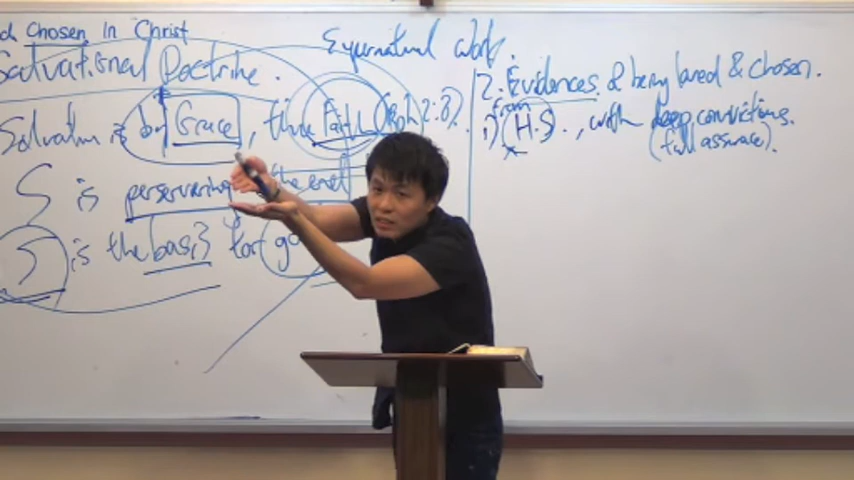 Chosen In Christ
Salvational Doctrine.
Supernatural work.
Salvation is by Grace, thru Faith (Eph 2:8).
S is perservering the end
S is the basis for
2. Evidences of being loved & chosen.
from
1) H.S., with deep convictions.
(full assurace).